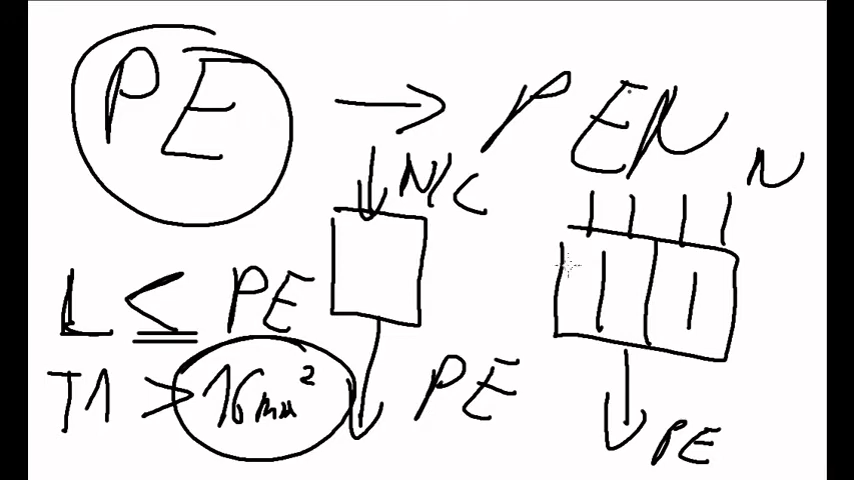 PE → PEN
N/C
N
L ≤ PE
T1 > 16mm²
PE
PE